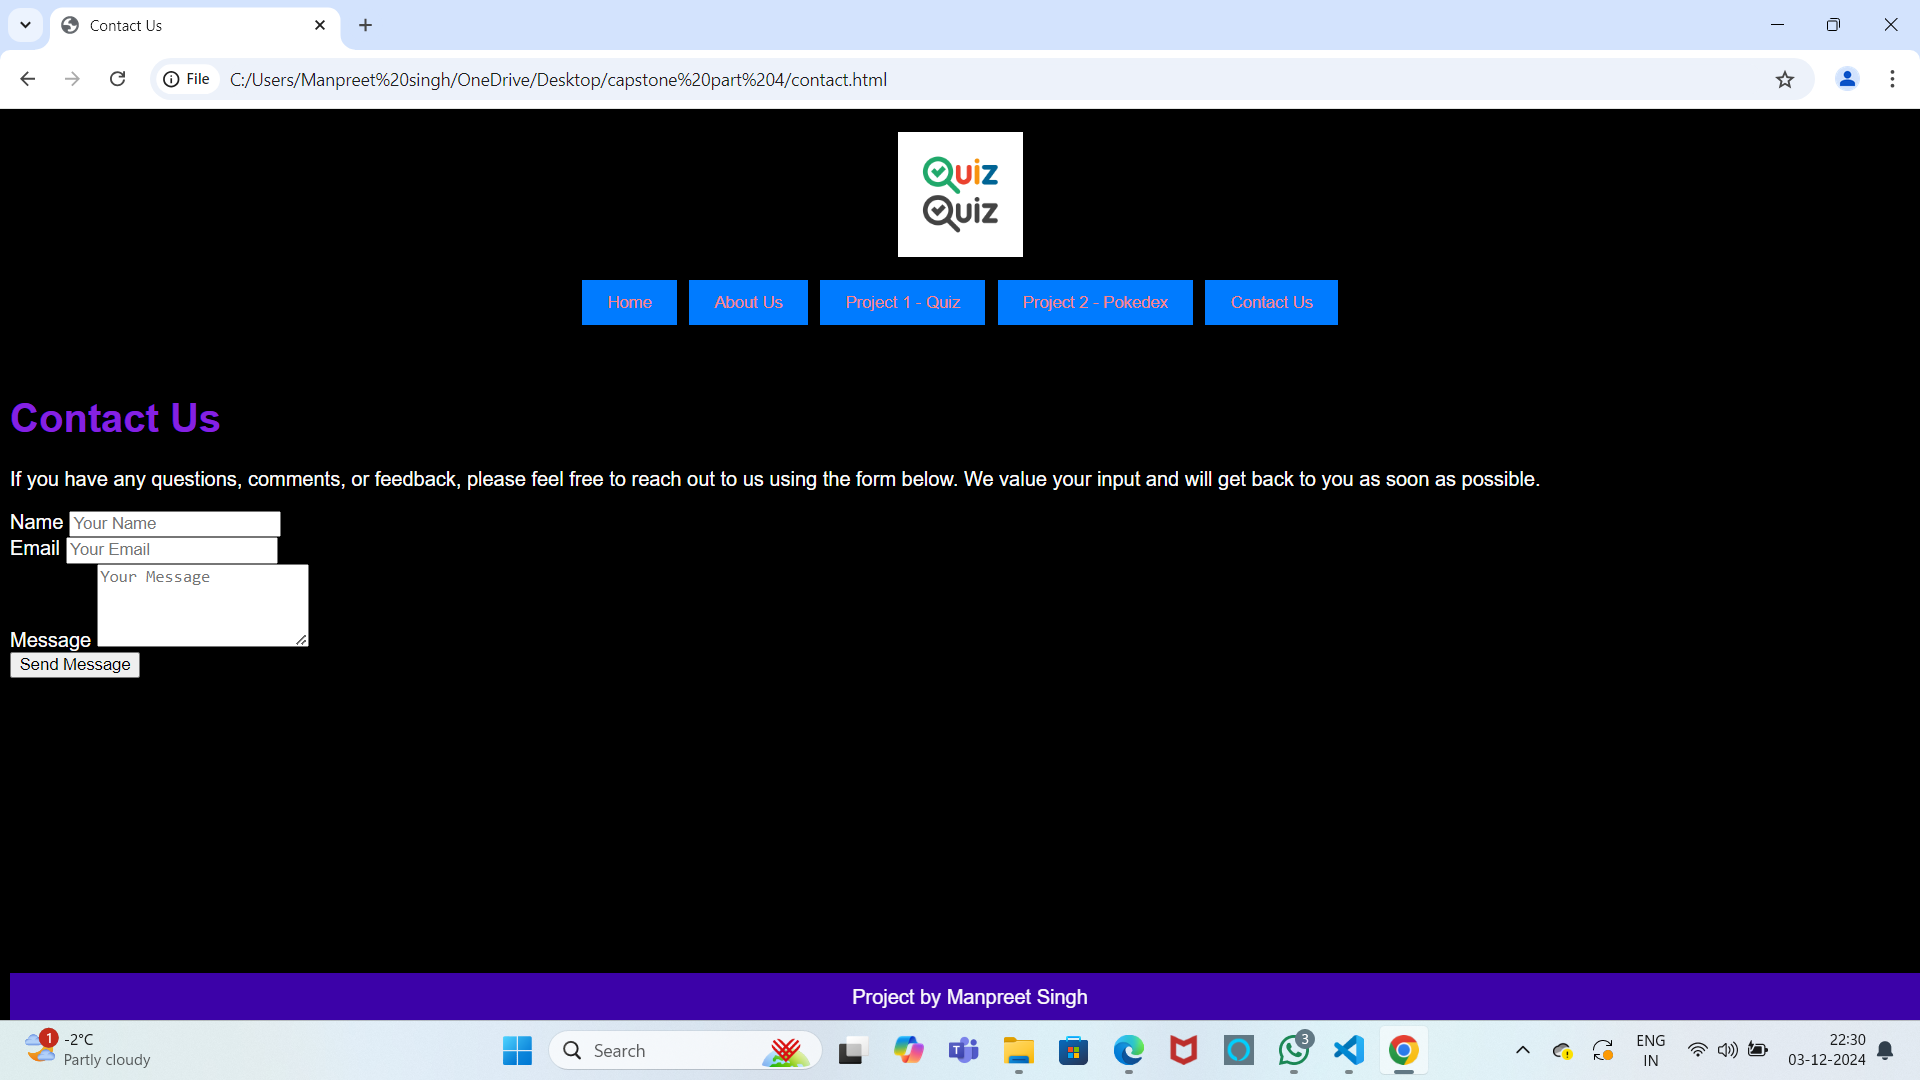 Contact Us
File
C:/Users/Manpreet%20singh/OneDrive/Desktop/capstone%20part%204/contact.html
Quiz
Quiz
Home
About Us
Project 1 - Quiz
Project 2 - Pokedex
Contact Us
Contact Us
If you have any questions, comments, or feedback, please feel free to reach out to us using the form below. We value your input and will get back to you as soon as possible.
Name Your Name
Email Your Email
Your Message
Message
Send Message
Project by Manpreet Singh
1
-2°C
Partly cloudy
Search
T
3
ENG
IN
22:30
03-12-2024